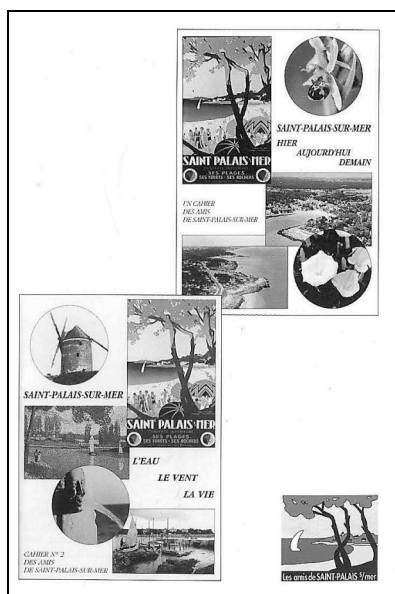 SAINT-PALAIS-SUR-MER
HIER
AUJOURD'HUI
DEMAIN
SAINT PALAIS S/MER
SES PLAGES
SES FORETS - SES ROCHERS
UN CAHIER
DES AMIS
DE SAINT-PALAIS-SUR-MER
SAINT-PALAIS-SUR-MER
SAINT PALAIS S/MER
SES PLAGES
SES FORETS - SES ROCHERS
L'EAU
LE VENT
LA VIE
CAHIER N° 2
DES AMIS
DE SAINT-PALAIS-SUR-MER
Les amis de SAINT-PALAIS S/mer